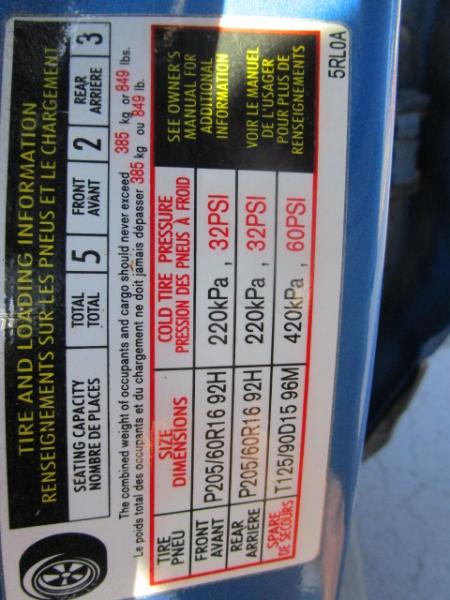 TIRE AND LOADING INFORMATION
RENSEIGNEMENTS SUR LES PNEUS ET LE CHARGEMENT
SEATING CAPACITY TOTAL 5 FRONT 2 REAR 3
NOMBRE DE PLACES TOTAL AVANT ARRIÈRE
The combined weight of occupants and cargo should never exceed 385 kg or 849 lbs.
Le poids total des occupants et du chargement ne doit jamais dépasser 385 kg ou 849 lb.
TIRE SIZE COLD TIRE PRESSURE
PNEU DIMENSIONS PRESSION DES PNEUS À FROID
FRONT
AVANT P205/60R16 92H 220kPa , 32PSI
REAR
ARRIÈRE P205/60R16 92H 220kPa , 32PSI
SPARE
DE SECOURS T125/90D15 96M 420kPa , 60PSI
SEE OWNER'S
MANUAL FOR
ADDITIONAL
INFORMATION
VOIR LE MANUEL
DE L'USAGER
POUR PLUS DE
RENSEIGNEMENTS
5RL0A